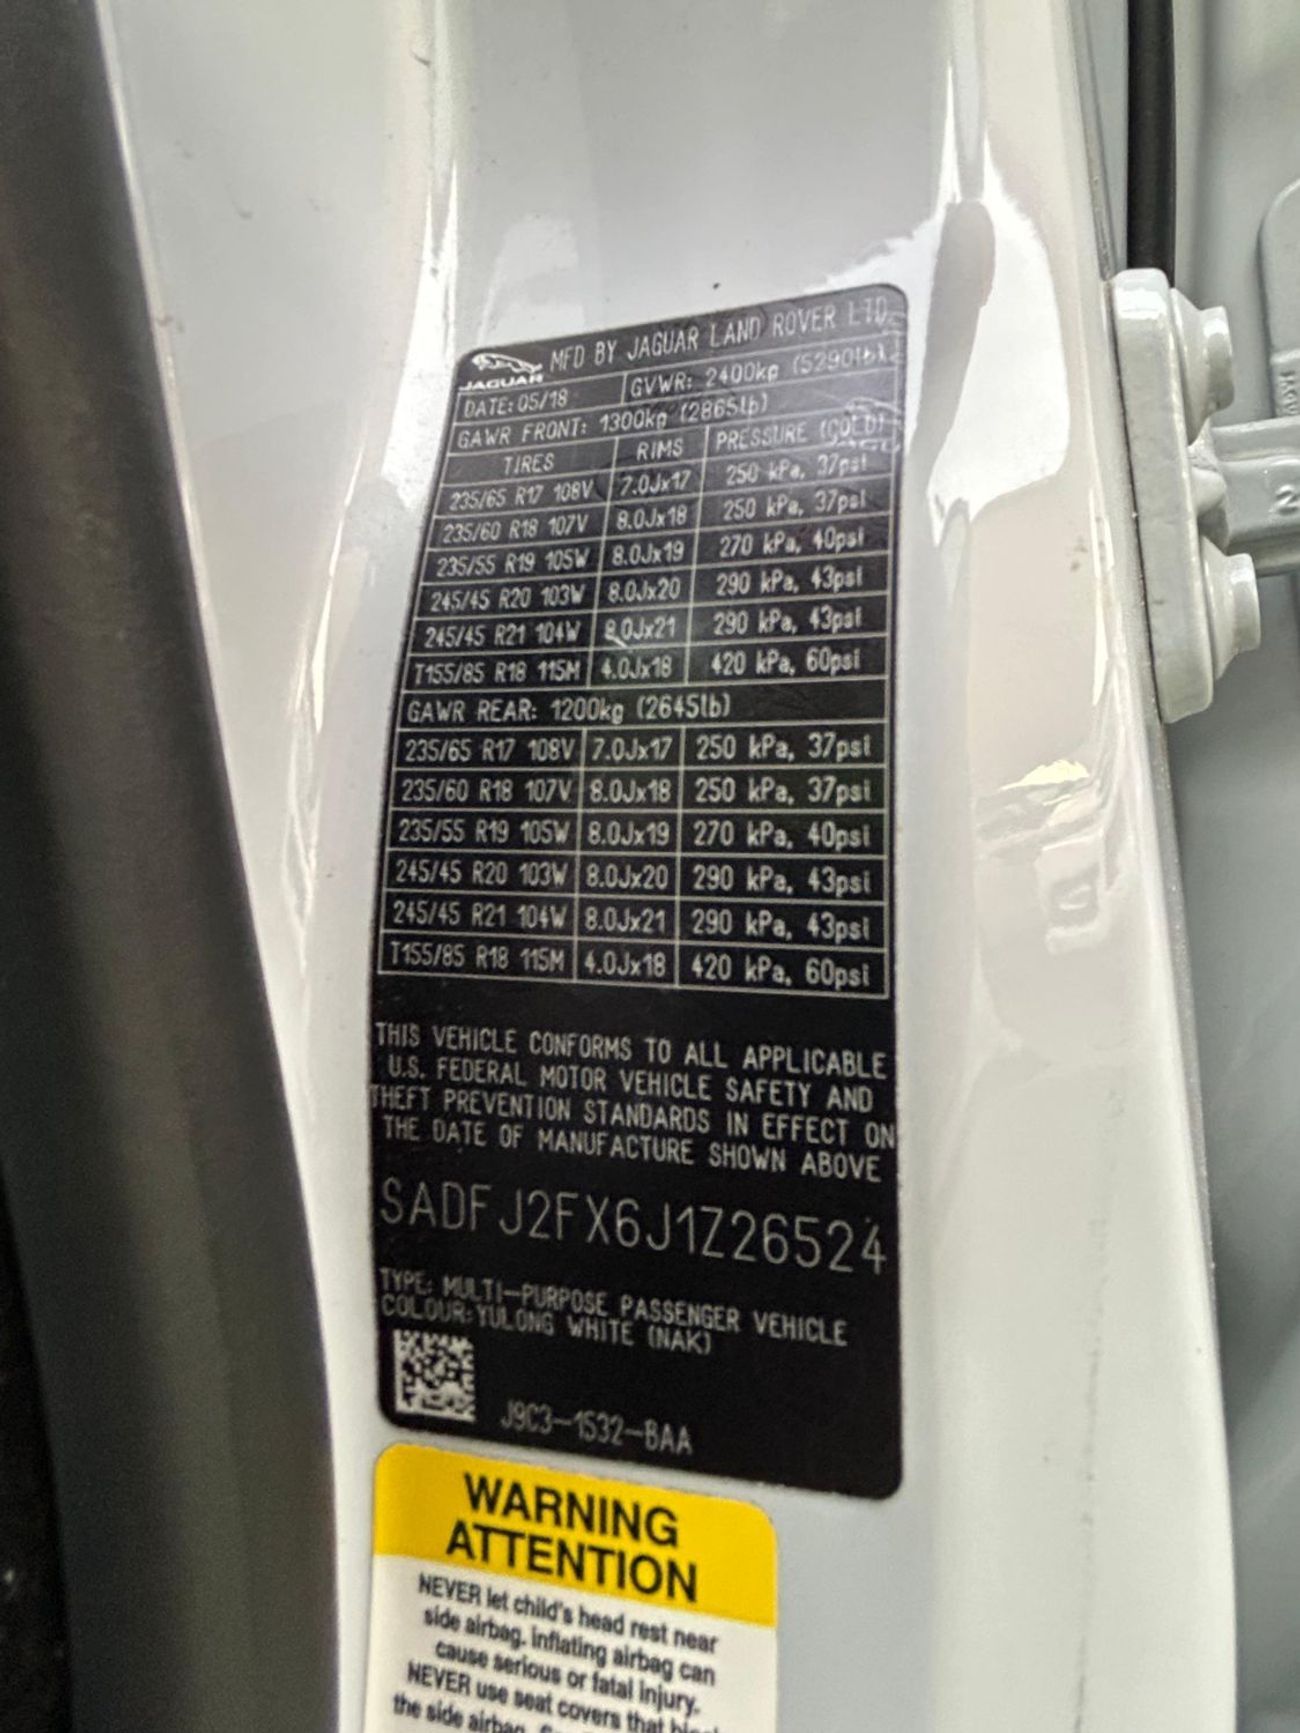 JAGUAR MFD BY JAGUAR LAND ROVER LTD
DATE: 05/18 GVWR: 2400kg (5290lb)
GAWR FRONT: 1300kg (2865lb)
TIRES RIMS PRESSURE (COLD)
235/65 R17 108V 7.0Jx17 250 kPa, 37psi
235/60 R18 107V 8.0Jx18 250 kPa, 37psi
235/55 R19 105W 8.0Jx19 270 kPa, 40psi
245/45 R20 103W 8.0Jx20 290 kPa, 43psi
245/45 R21 104W 8.0Jx21 290 kPa, 43psi
T155/85 R18 115M 4.0Jx18 420 kPa, 60psi
GAWR REAR: 1200kg (2645lb)
235/65 R17 108V 7.0Jx17 250 kPa, 37psi
235/60 R18 107V 8.0Jx18 250 kPa, 37psi
235/55 R19 105W 8.0Jx19 270 kPa, 40psi
245/45 R20 103W 8.0Jx20 290 kPa, 43psi
245/45 R21 104W 8.0Jx21 290 kPa, 43psi
T155/85 R18 115M 4.0Jx18 420 kPa, 60psi
THIS VEHICLE CONFORMS TO ALL APPLICABLE
U.S. FEDERAL MOTOR VEHICLE SAFETY AND
THEFT PREVENTION STANDARDS IN EFFECT ON
THE DATE OF MANUFACTURE SHOWN ABOVE
SADFJ2FX6J1Z26524
TYPE: MULTI-PURPOSE PASSENGER VEHICLE
COLOUR: YULONG WHITE (NAK)
J9C3-1532-BAA
WARNING
ATTENTION
NEVER let child's head rest near
side airbag. inflating airbag can
cause serious or fatal injury.
NEVER use seat covers that
the side airbag.
2